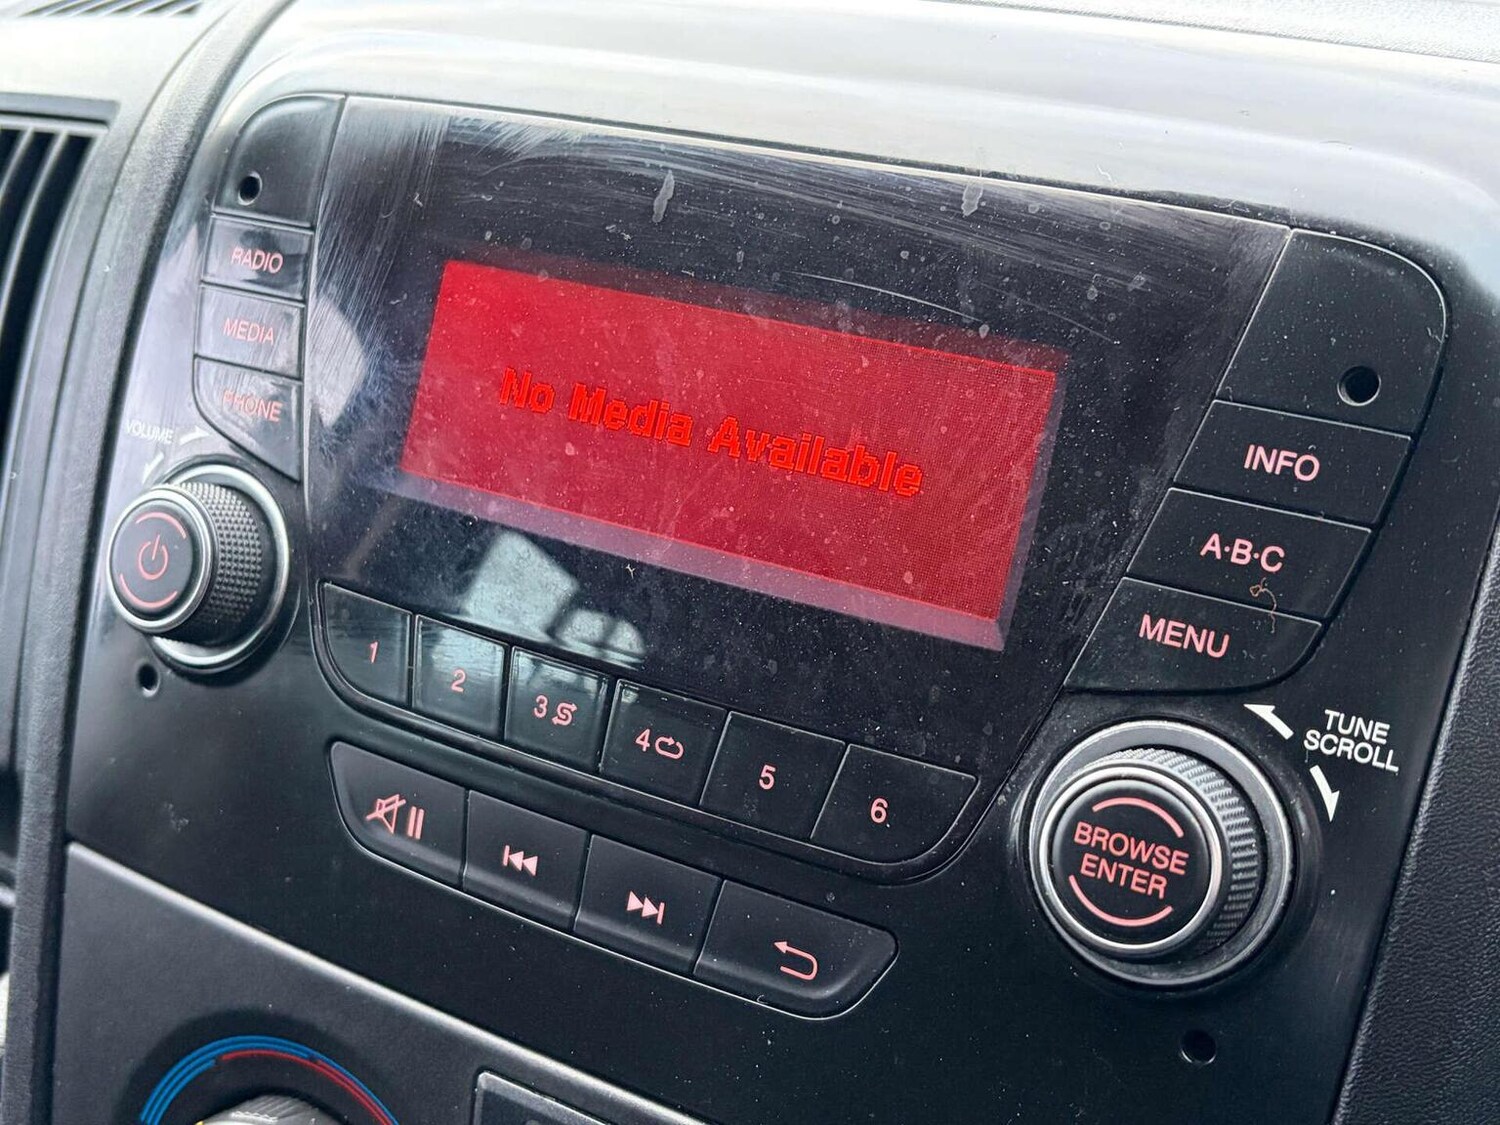 RADIO
MEDIA
PHONE
VOLUME
No Media Available
INFO
A·B·C
MENU
TUNE
SCROLL
1
2
3
4
5
6
BROWSE
ENTER